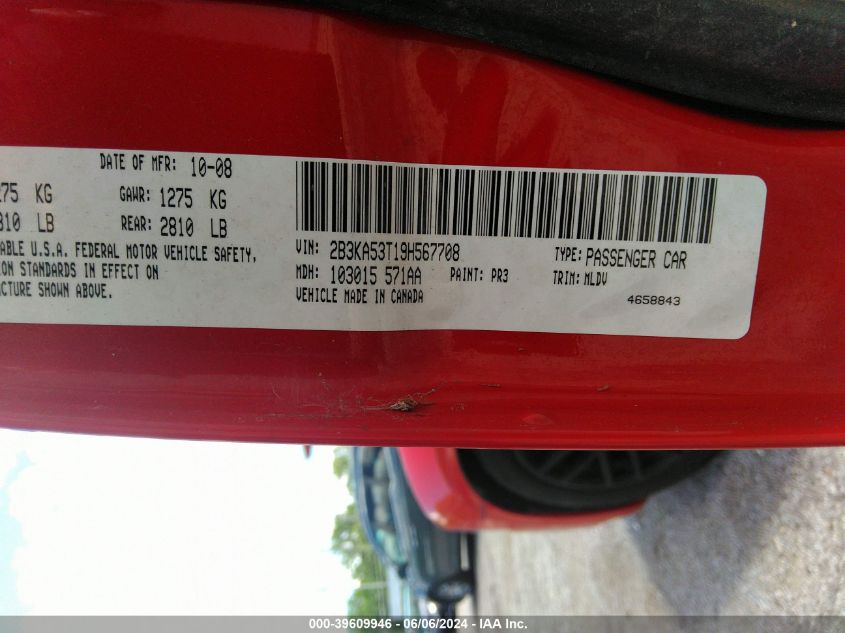 DATE OF MFR: 10-08
275 KG GAWR: 1275 KG
810 LB REAR: 2810 LB
ABLE U.S.A. FEDERAL MOTOR VEHICLE SAFETY,
ION STANDARDS IN EFFECT ON
ACTURE SHOWN ABOVE.
VIN: 2B3KA53T19H567708 TYPE: PASSENGER CAR
MDH: 103015 571AA PAINT: PR3 TRIM: MLDV
VEHICLE MADE IN CANADA 4658843
000-39609946 - 06/06/2024 - IAA Inc.